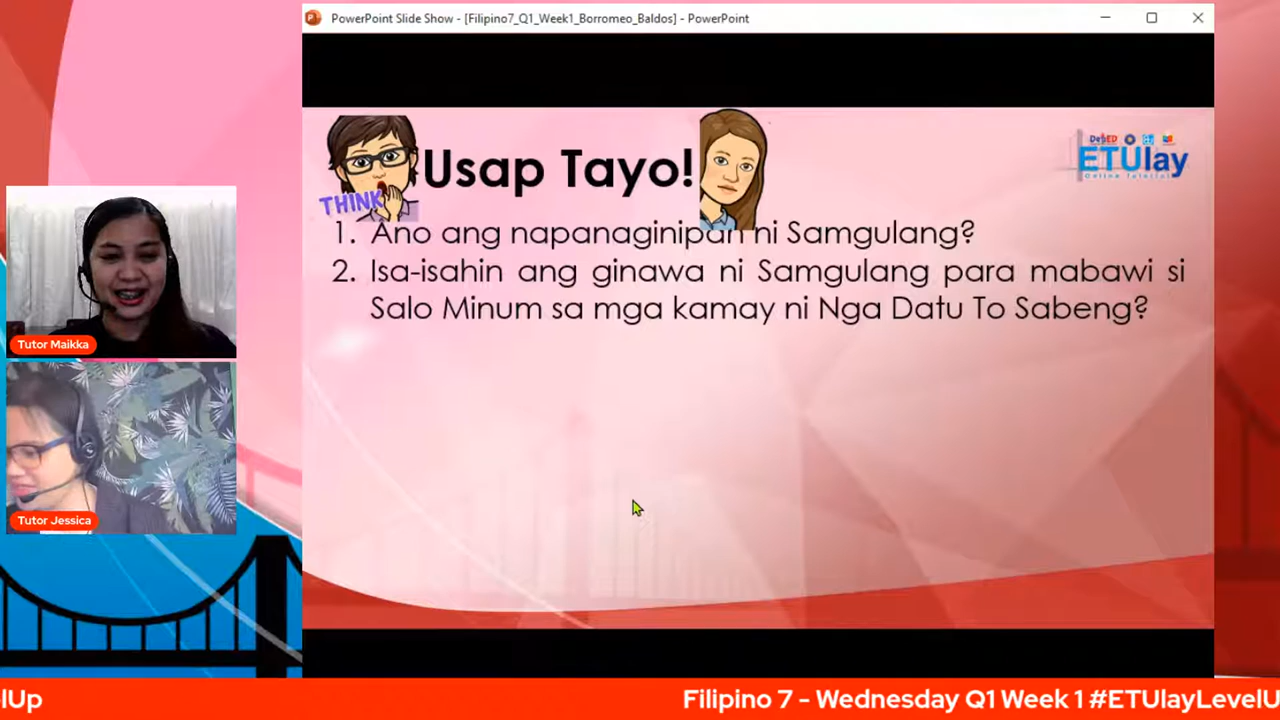 PowerPoint Slide Show - [Filipino7_Q1_Week1_Borromeo_Baldos] - PowerPoint
THINK
Usap Tayo!
DepED
ETUlay
Online Tutorial
1. Ano ang napanaginipan ni Samgulang?
2. Isa-isahin ang ginawa ni Samgulang para mabawi si
Salo Minum sa mga kamay ni Nga Datu To Sabeng?
Tutor Maikka
Tutor Jessica
elUp
Filipino 7 - Wednesday Q1 Week 1 #ETUlayLevelU